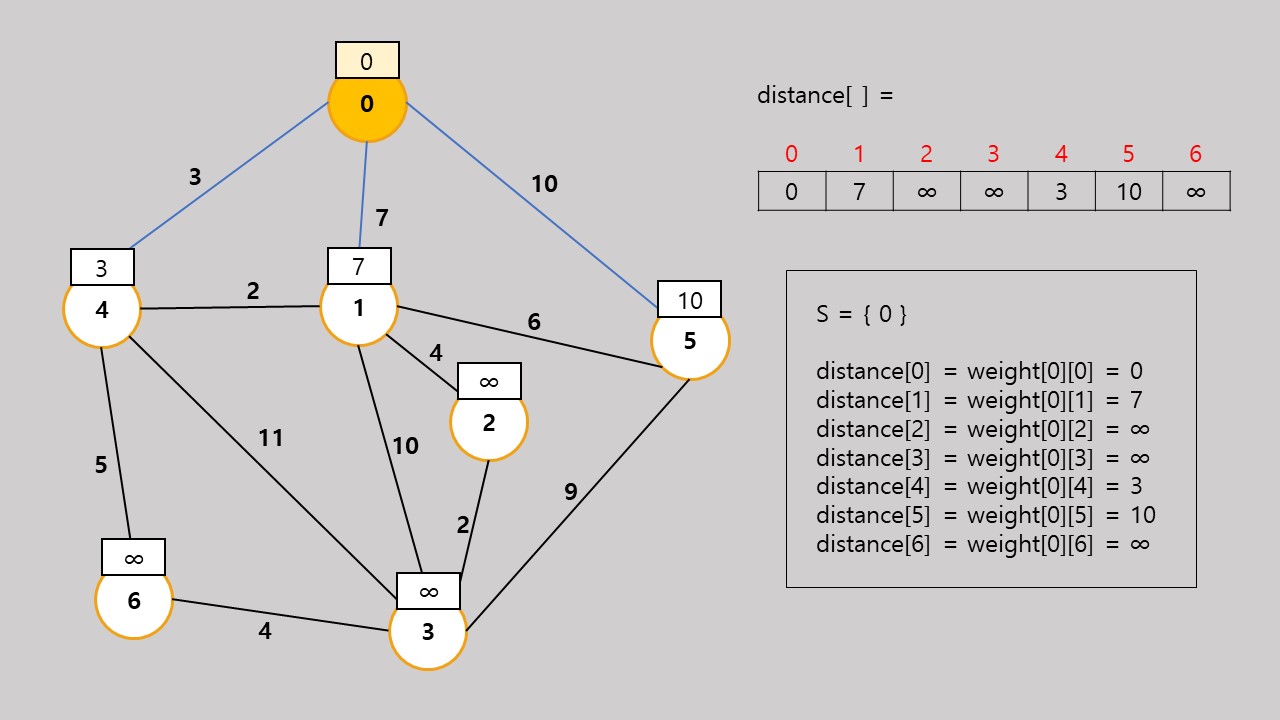 0
0
3
10
7
3
4
2
7
1
6
10
5
4
∞
2
11
10
5
9
2
∞
6
4
∞
3
distance[ ] =
0 1 2 3 4 5 6
0 7 ∞ ∞ 3 10 ∞
S = { 0 }
distance[0] = weight[0][0] = 0
distance[1] = weight[0][1] = 7
distance[2] = weight[0][2] = ∞
distance[3] = weight[0][3] = ∞
distance[4] = weight[0][4] = 3
distance[5] = weight[0][5] = 10
distance[6] = weight[0][6] = ∞